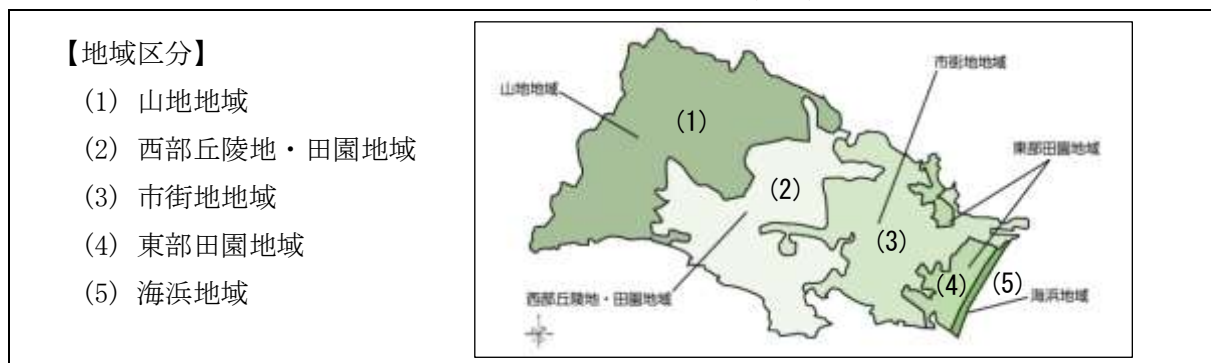 【地域区分】
(1) 山地地域
(2) 西部丘陵地・田園地域
(3) 市街地地域
(4) 東部田園地域
(5) 海浜地域
市街地地域
山地地域
(1)
東部田園地域
(2)
(3)
(4)
(5)
西部丘陵地・田園地域
海浜地域